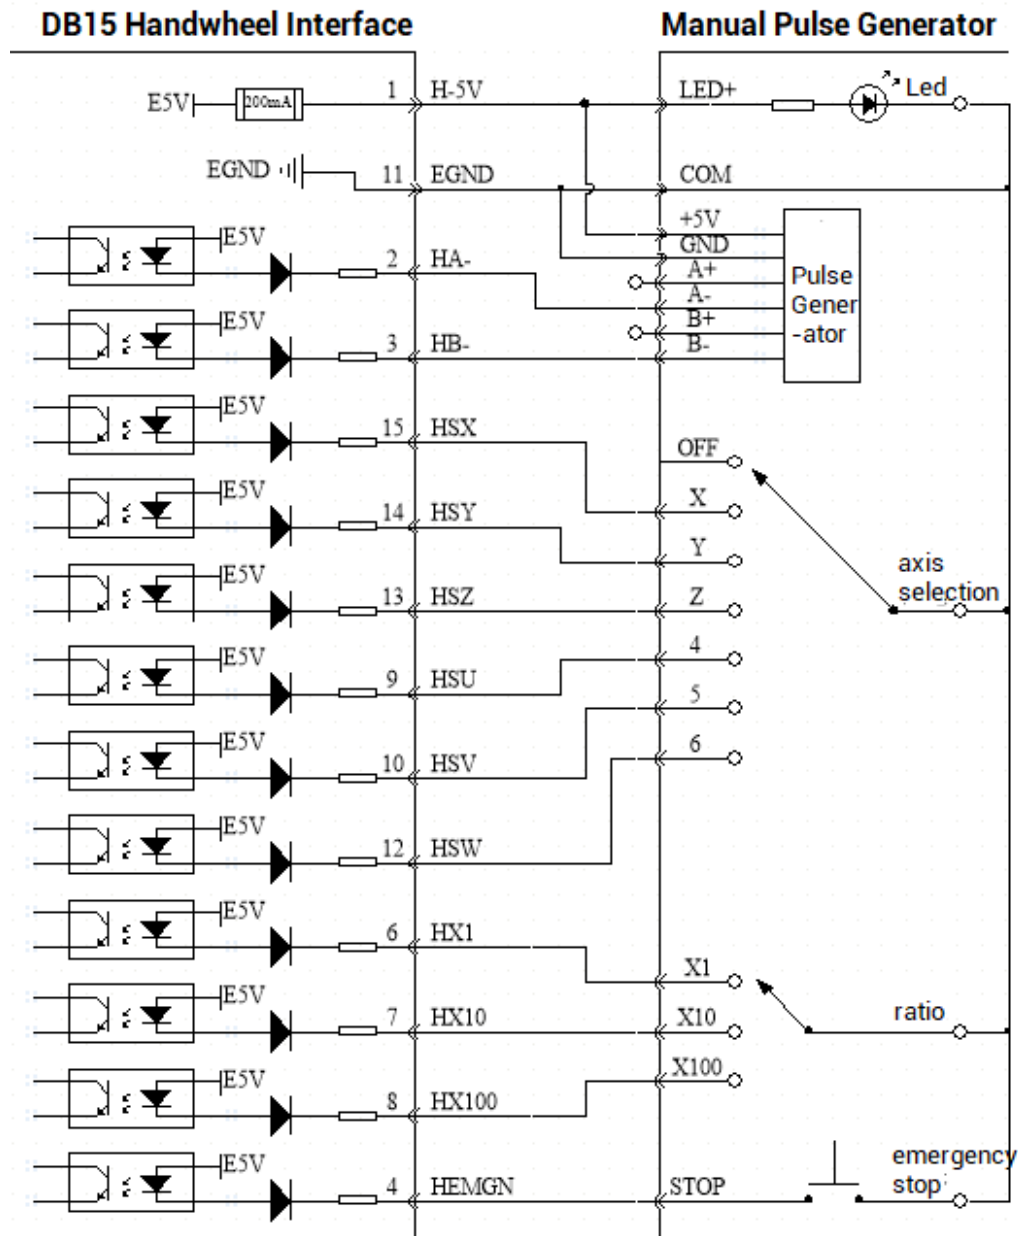 DB15 Handwheel Interface
Manual Pulse Generator
E5V 200mA 1 H-5V LED+ Led
EGND 11 EGND COM
+5V
E5V GND
2 HA- A+
A-
Pulse
Gener
-ator
E5V B+
3 HB- B-
E5V
15 HSX OFF
E5V X
14 HSY Y
axis
selection
E5V
13 HSZ Z
E5V 4
9 HSU 5
E5V 6
10 HSV
E5V
12 HSW
E5V
6 HX1 X1
E5V
7 HX10 X10 ratio
E5V X100
8 HX100
E5V
4 HEMGN STOP
emergency
stop